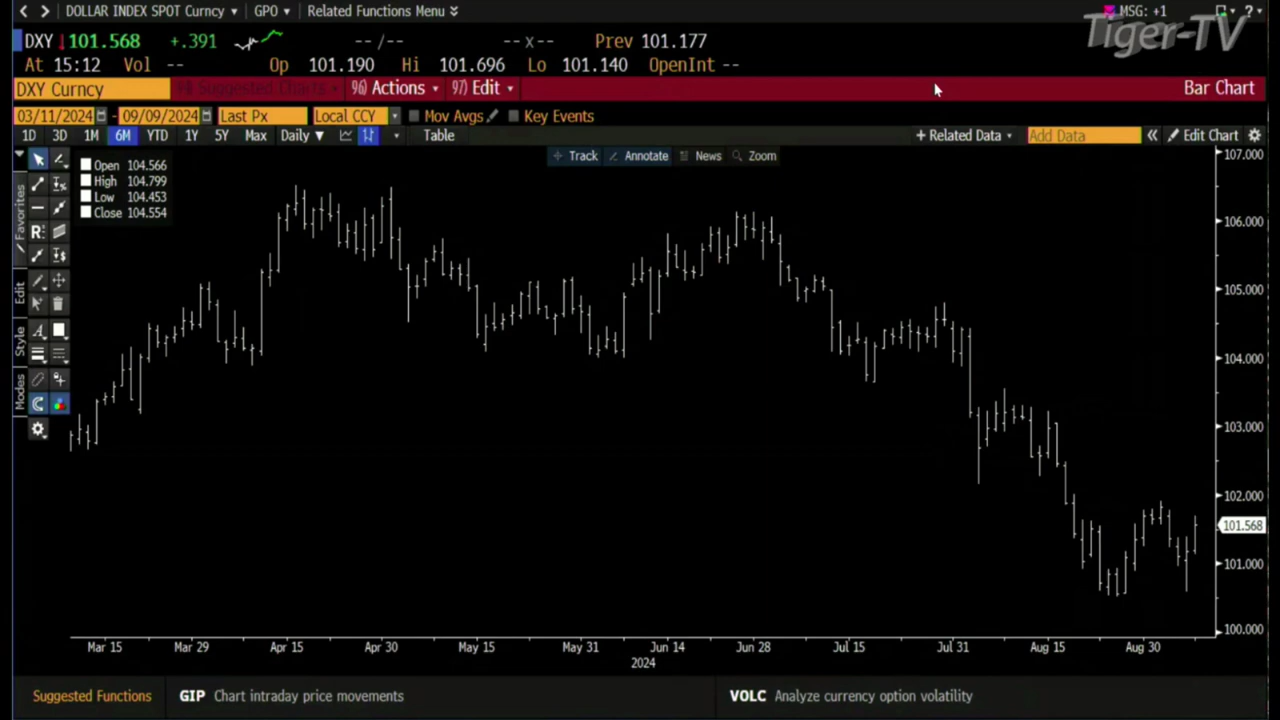 DOLLAR INDEX SPOT Curncy GPO Related Functions Menu MSG: +1 ?
Tiger-TV
DXY 101.568 +.391 -- /-- -- x-- Prev 101.177
At 15:12 Vol -- Op 101.190 Hi 101.696 Lo 101.140 OpenInt --
DXY Curncy Suggested Charts 96) Actions 97) Edit Bar Chart
03/11/2024 - 09/09/2024 Last Px Local CCY Mov Avgs Key Events
1D 3D 1M 6M YTD 1Y 5Y Max Daily ▼ Table + Related Data Add Data « Edit Chart
Track Annotate News Zoom
Open 104.566
High 104.799
Low 104.453
Close 104.554
Favorites
Edit
Style
Modes
107.000
106.000
105.000
104.000
103.000
102.000
101.568
101.000
100.000
Mar 15 Mar 29 Apr 15 Apr 30 May 15 May 31 Jun 14 Jun 28 Jul 15 Jul 31 Aug 15 Aug 30
2024
Suggested Functions GIP Chart intraday price movements VOLC Analyze currency option volatility